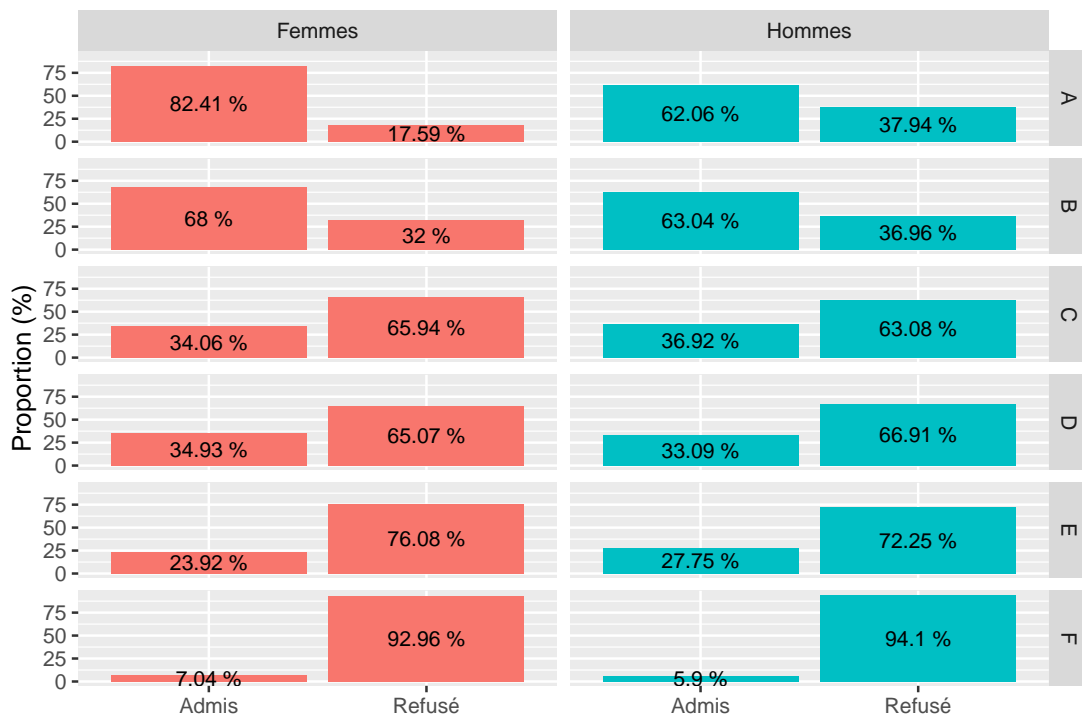 Femmes Hommes
Proportion (%)
75
50
25
0
82.41 % 17.59 % 62.06 % 37.94 %
A
75
50
25
0
68 % 32 % 63.04 % 36.96 %
B
75
50
25
0
34.06 % 65.94 % 36.92 % 63.08 %
C
75
50
25
0
34.93 % 65.07 % 33.09 % 66.91 %
D
75
50
25
0
23.92 % 76.08 % 27.75 % 72.25 %
E
75
50
25
0
7.04 % 92.96 % 5.9 % 94.1 %
F
Admis Refusé Admis Refusé